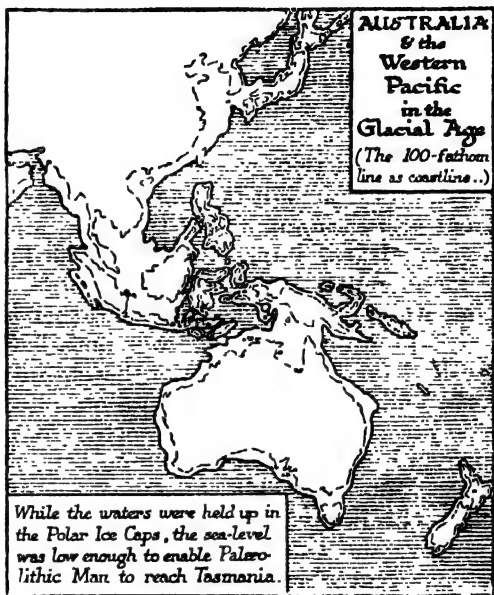 AUSTRALIA
& the
Western
Pacific
in the
Glacial Age
(The 100-fathom
line as coastline..)
While the waters were held up in
the Polar Ice Caps, the sea-level
was low enough to enable Palæo-
lithic Man to reach Tasmania.